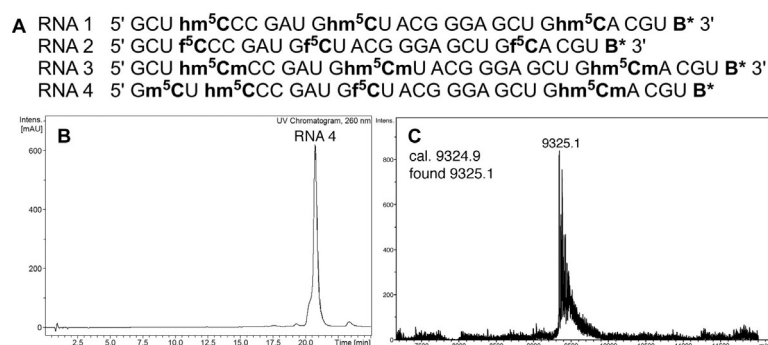 A RNA 1 5' GCU hm⁵CCC GAU Ghm⁵CU ACG GGA GCU Ghm⁵CA CGU B* 3'
RNA 2 5' GCU f⁵CCC GAU Gf⁵CU ACG GGA GCU Gf⁵CA CGU B* 3'
RNA 3 5' GCU hm⁵CmCC GAU Ghm⁵CmU ACG GGA GCU Ghm⁵CmA CGU B* 3'
RNA 4 5' Gm⁵CU hm⁵CCC GAU Gf⁵CU ACG GGA GCU Ghm⁵CmA CGU B*
Intens. [mAU]
B
UV Chromatogram, 260 nm
RNA 4
600
400
200
0
2.5 5.0 7.5 10.0 12.5 15.0 17.5 20.0 Time [min]
Intens.
C
cal. 9324.9
found 9325.1
9325.1
800
600
400
200
0